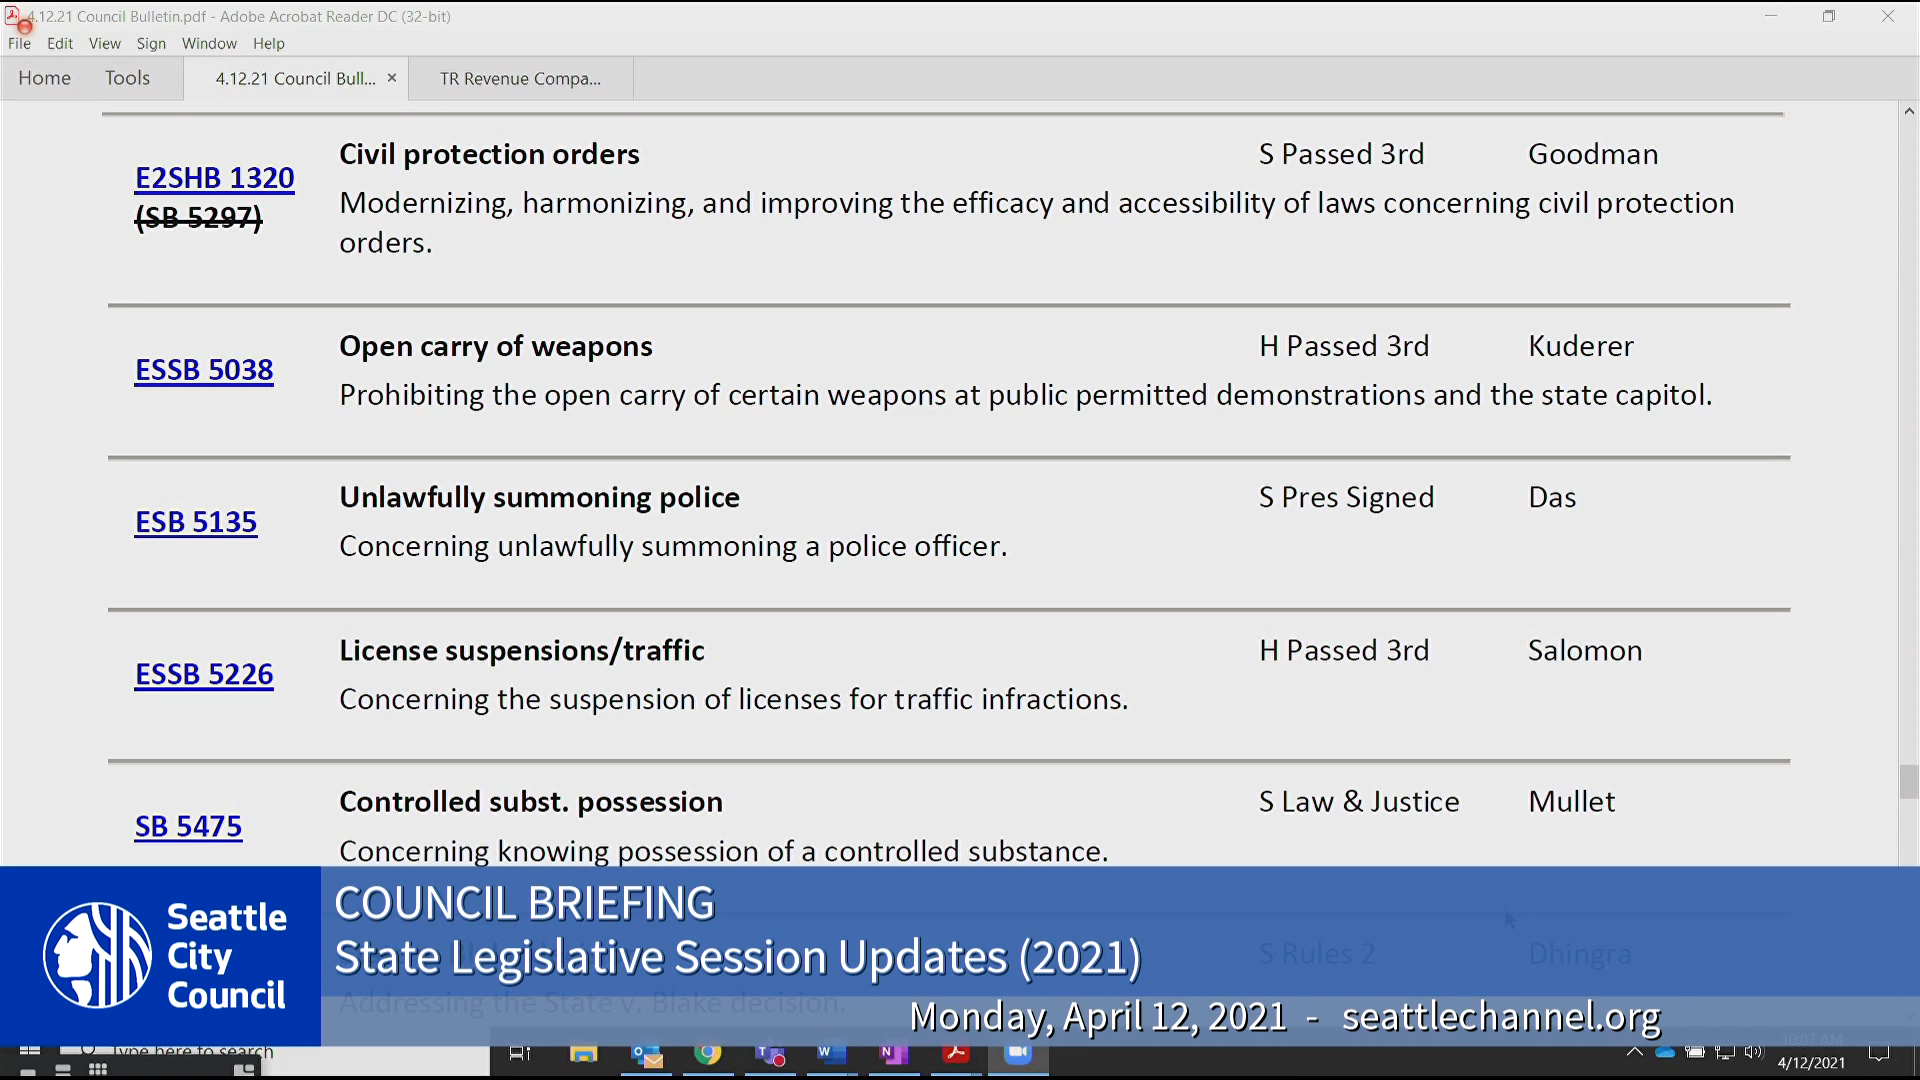 4.12.21 Council Bulletin.pdf - Adobe Acrobat Reader DC (32-bit)
File Edit View Sign Window Help
Home Tools 4.12.21 Council Bull... × TR Revenue Compa...
Civil protection orders S Passed 3rd Goodman
E2SHB 1320
(SB 5297)
Modernizing, harmonizing, and improving the efficacy and accessibility of laws concerning civil protection
orders.
Open carry of weapons H Passed 3rd Kuderer
ESSB 5038
Prohibiting the open carry of certain weapons at public permitted demonstrations and the state capitol.
Unlawfully summoning police S Pres Signed Das
ESB 5135
Concerning unlawfully summoning a police officer.
License suspensions/traffic H Passed 3rd Salomon
ESSB 5226
Concerning the suspension of licenses for traffic infractions.
Controlled subst. possession S Law & Justice Mullet
SB 5475
Concerning knowing possession of a controlled substance.
S Rules 2 Dhingra
Addressing the State v. Blake decision.
Seattle
City
Council
COUNCIL BRIEFING
State Legislative Session Updates (2021)
Monday, April 12, 2021 - seattlechannel.org
Type here to search
10:07 AM
4/12/2021